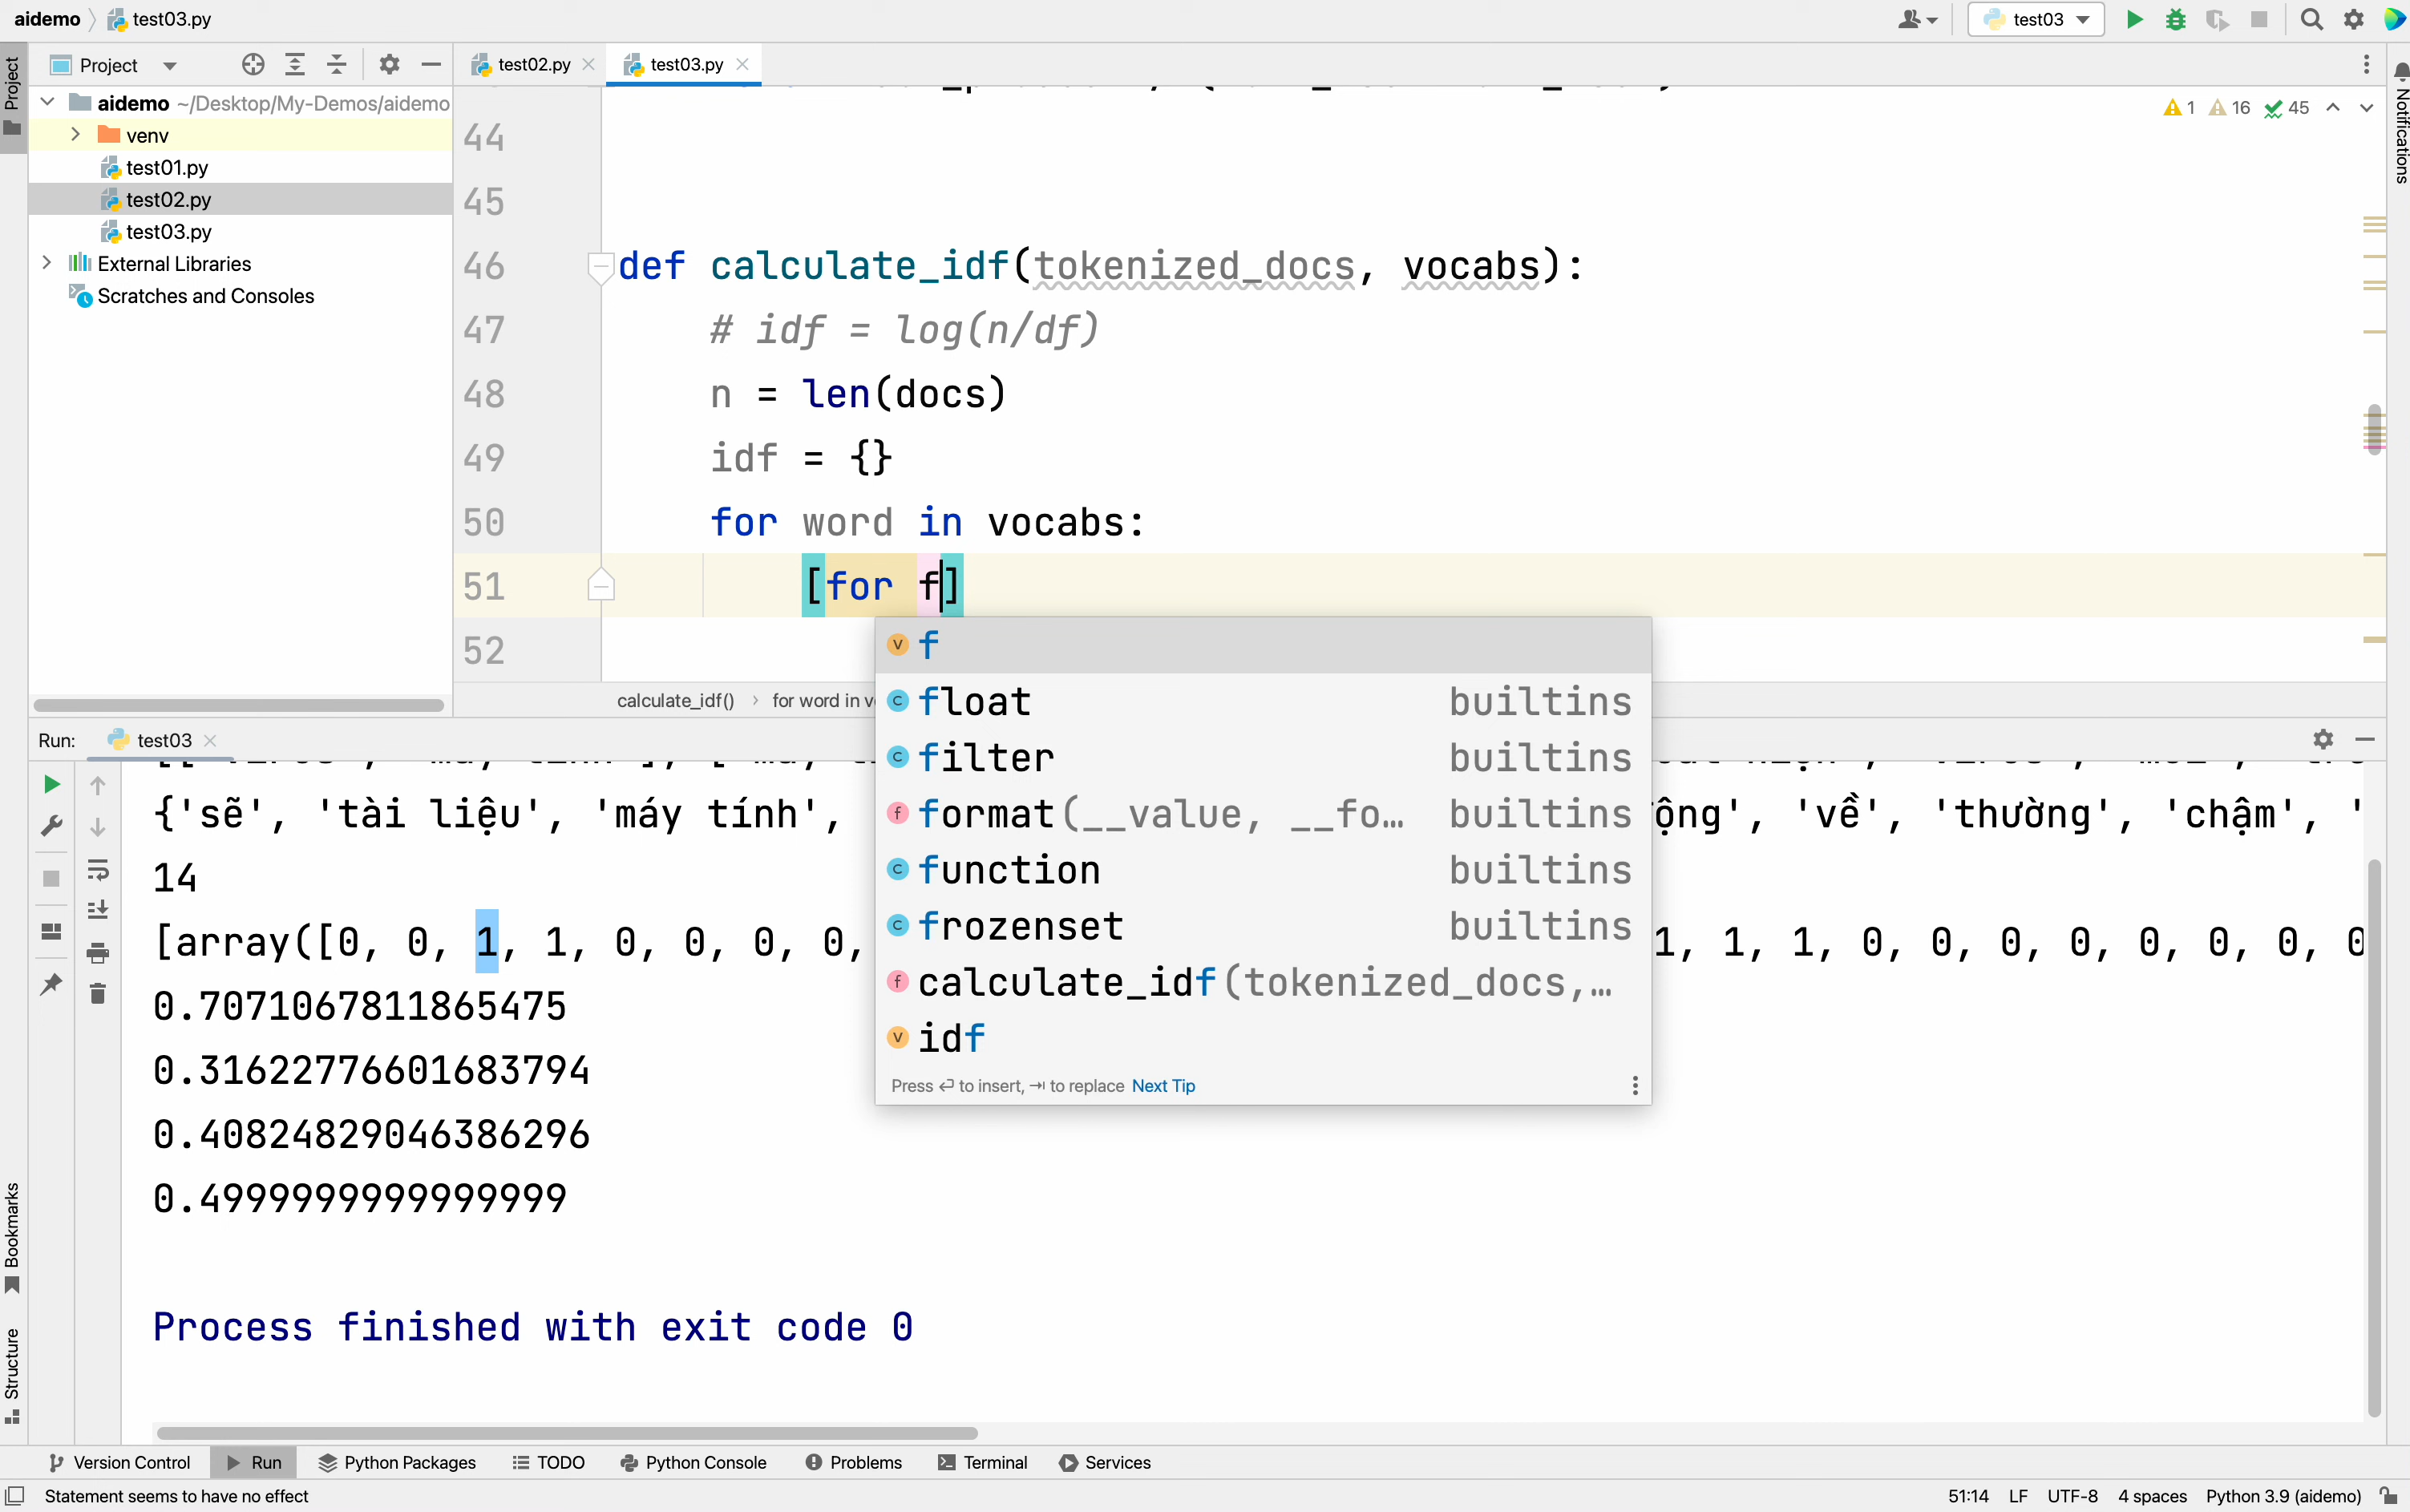 aidemo test03.py
test03
Project
Project
test02.py
test03.py
aidemo ~/Desktop/My-Demos/aidemo
venv
test01.py
test02.py
test03.py
External Libraries
Scratches and Consoles
1 16 45
Notifications
44
45
46 def calculate_idf(tokenized_docs, vocabs):
47 # idf = log(n/df)
48 n = len(docs)
49 idf = {}
50 for word in vocabs:
51 [for f]
52
f
float builtins
filter builtins
format(__value, __fo… builtins
function builtins
frozenset builtins
calculate_idf(tokenized_docs,…
idf
Press ⏎ to insert, ⇥ to replace Next Tip
calculate_idf() for word in v
Run: test03
{'sẽ', 'tài liệu', 'máy tính', 'về', 'thường', 'chậm', '
14
[array([0, 0, 1, 1, 0, 0, 0, 0, 1, 1, 1, 0, 0, 0, 0, 0, 0, 0, 0
0.7071067811865475
0.31622776601683794
0.40824829046386296
0.4999999999999999
Process finished with exit code 0
Bookmarks
Structure
Version Control Run Python Packages TODO Python Console Problems Terminal Services
Statement seems to have no effect
51:14 LF UTF-8 4 spaces Python 3.9 (aidemo)